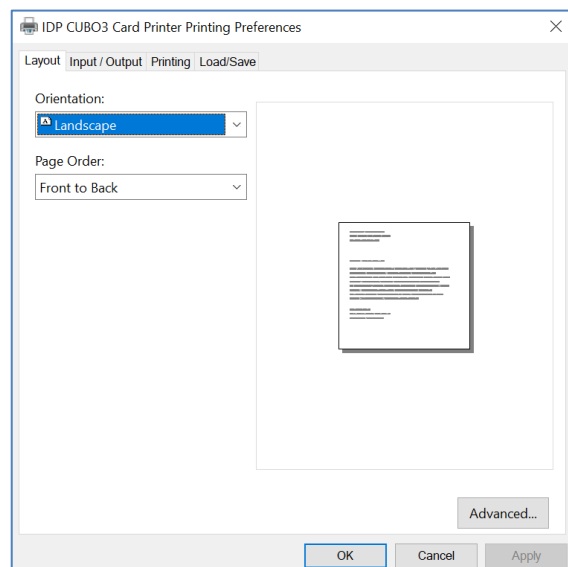 IDP CUBO3 Card Printer Printing Preferences
Layout Input / Output Printing Load/Save
Orientation:
A Landscape
Page Order:
Front to Back
Advanced...
OK Cancel Apply